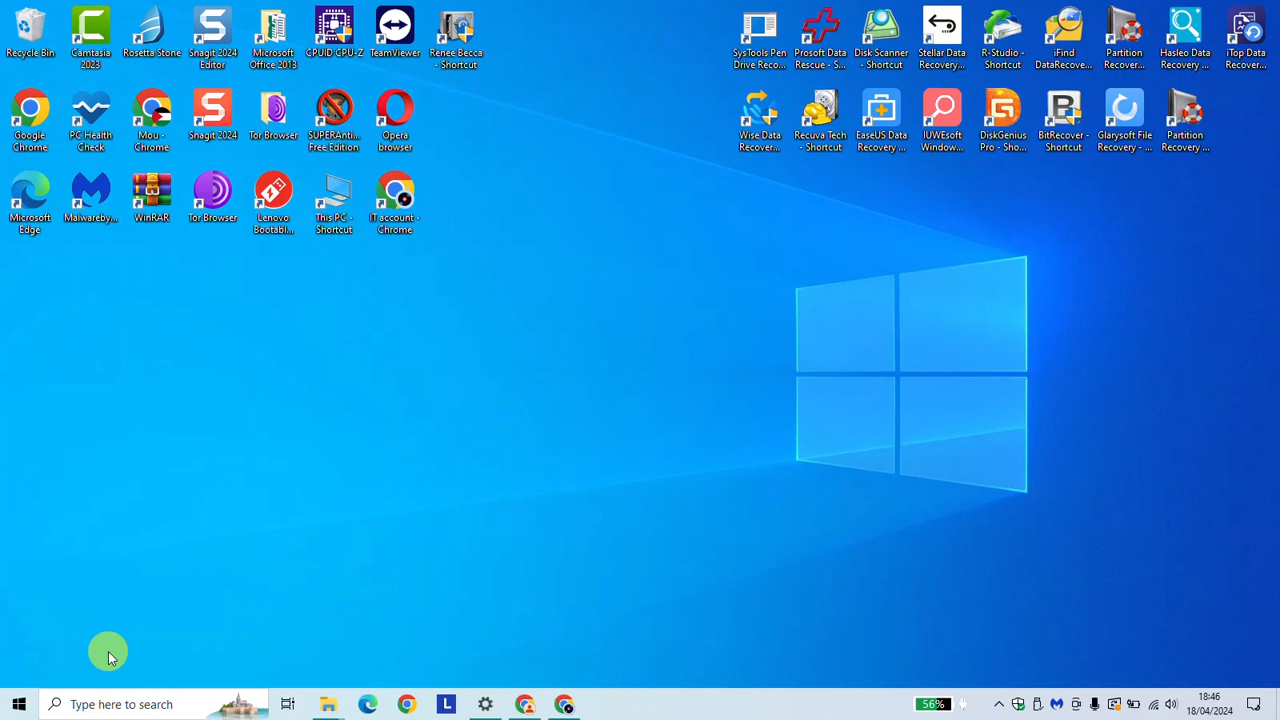 Recycle Bin
Camtasia
2023
Rosetta Stone
Snagit 2024
Editor
Microsoft
Office 2013
CPUID CPU-Z
TeamViewer
Renee Becca
- Shortcut
SysTools Pen
Drive Reco...
Prosoft Data
Rescue - S...
Disk Scanner
- Shortcut
Stellar Data
Recovery ...
R-Studio -
Shortcut
iFind
DataRecove...
Partition
Recover...
Hasleo Data
Recovery ...
iTop Data
Recover...
Google
Chrome
PC Health
Check
Mou -
Chrome
Snagit 2024
Tor Browser
SUPERAnti...
Free Edition
Opera
browser
Wise Data
Recover...
Recuva Tech
- Shortcut
EaseUS Data
Recovery ...
IUWEsoft
Window...
DiskGenius
Pro - Sho...
BitRecover -
Shortcut
Glarysoft File
Recovery - ...
Partition
Recovery ...
Microsoft
Edge
Malwareby...
WinRAR
Tor Browser
Lenovo
Bootabl...
This PC -
Shortcut
IT account -
Chrome
Type here to search
L
56%
18:46
18/04/2024